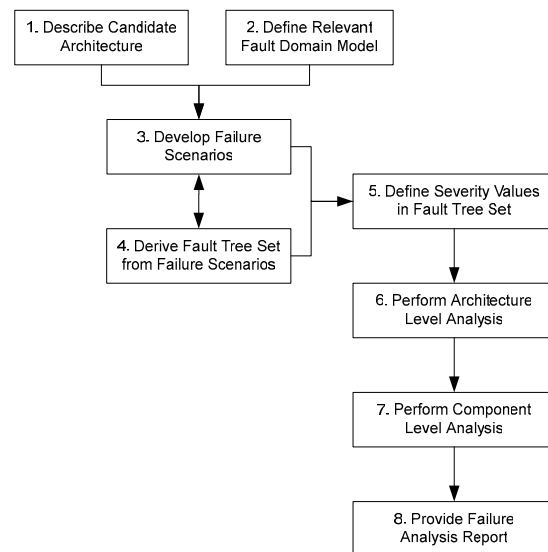 1. Describe Candidate
Architecture
2. Define Relevant
Fault Domain Model
3. Develop Failure
Scenarios
4. Derive Fault Tree Set
from Failure Scenarios
5. Define Severity Values
in Fault Tree Set
6. Perform Architecture
Level Analysis
7. Perform Component
Level Analysis
8. Provide Failure
Analysis Report